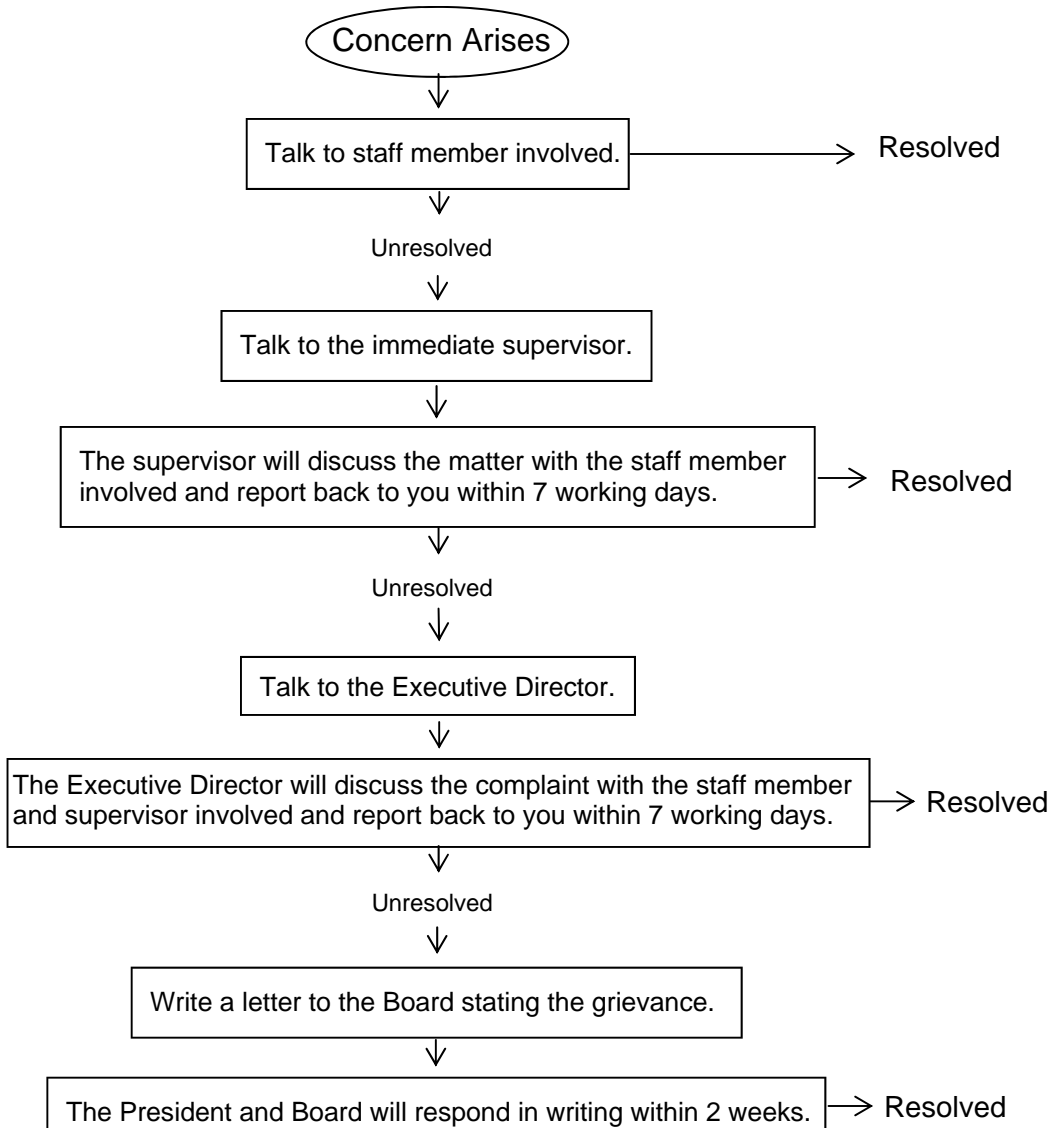 Concern Arises
Talk to staff member involved.
Resolved
Unresolved
Talk to the immediate supervisor.
The supervisor will discuss the matter with the staff member
involved and report back to you within 7 working days.
Resolved
Unresolved
Talk to the Executive Director.
The Executive Director will discuss the complaint with the staff member
and supervisor involved and report back to you within 7 working days.
Resolved
Unresolved
Write a letter to the Board stating the grievance.
The President and Board will respond in writing within 2 weeks.
Resolved